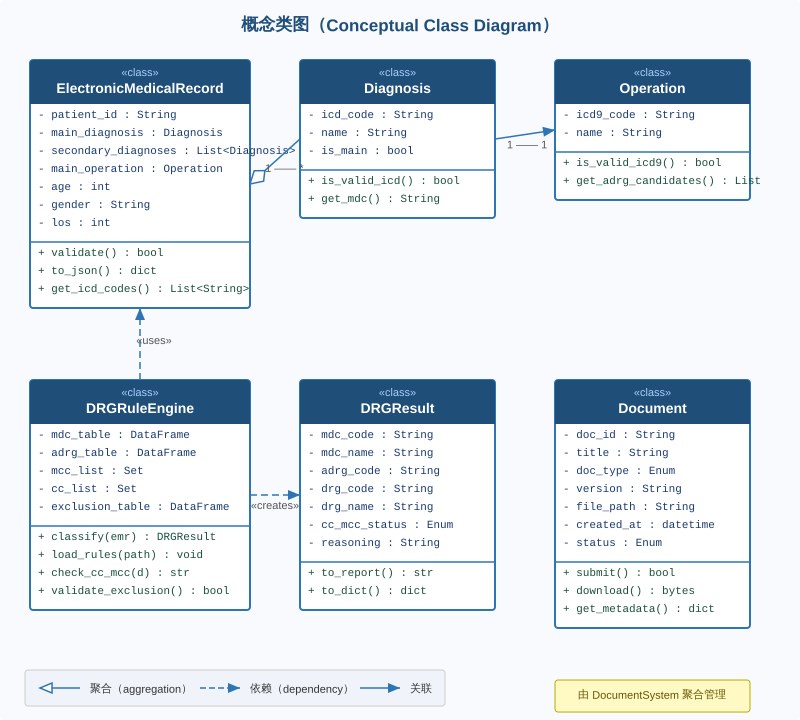 概念类图（Conceptual Class Diagram）
«class»
ElectronicMedicalRecord
- patient_id : String
- main_diagnosis : Diagnosis
- secondary_diagnoses : List<Diagnosis>
- main_operation : Operation
- age : int
- gender : String
- los : int
+ validate() : bool
+ to_json() : dict
+ get_icd_codes() : List<String>
1 —— *
«class»
Diagnosis
- icd_code : String
- name : String
- is_main : bool
+ is_valid_icd() : bool
+ get_mdc() : String
1 —— 1
«class»
Operation
- icd9_code : String
- name : String
+ is_valid_icd9() : bool
+ get_adrg_candidates() : List
«uses»
«class»
DRGRuleEngine
- mdc_table : DataFrame
- adrg_table : DataFrame
- mcc_list : Set
- cc_list : Set
- exclusion_table : DataFrame
+ classify(emr) : DRGResult
+ load_rules(path) : void
+ check_cc_mcc(d) : str
+ validate_exclusion() : bool
«creates»
«class»
DRGResult
- mdc_code : String
- mdc_name : String
- adrg_code : String
- drg_code : String
- drg_name : String
- cc_mcc_status : Enum
- reasoning : String
+ to_report() : str
+ to_dict() : dict
«class»
Document
- doc_id : String
- title : String
- doc_type : Enum
- version : String
- file_path : String
- created_at : datetime
- status : Enum
+ submit() : bool
+ download() : bytes
+ get_metadata() : dict
聚合（aggregation）
依赖（dependency）
关联
由 DocumentSystem 聚合管理